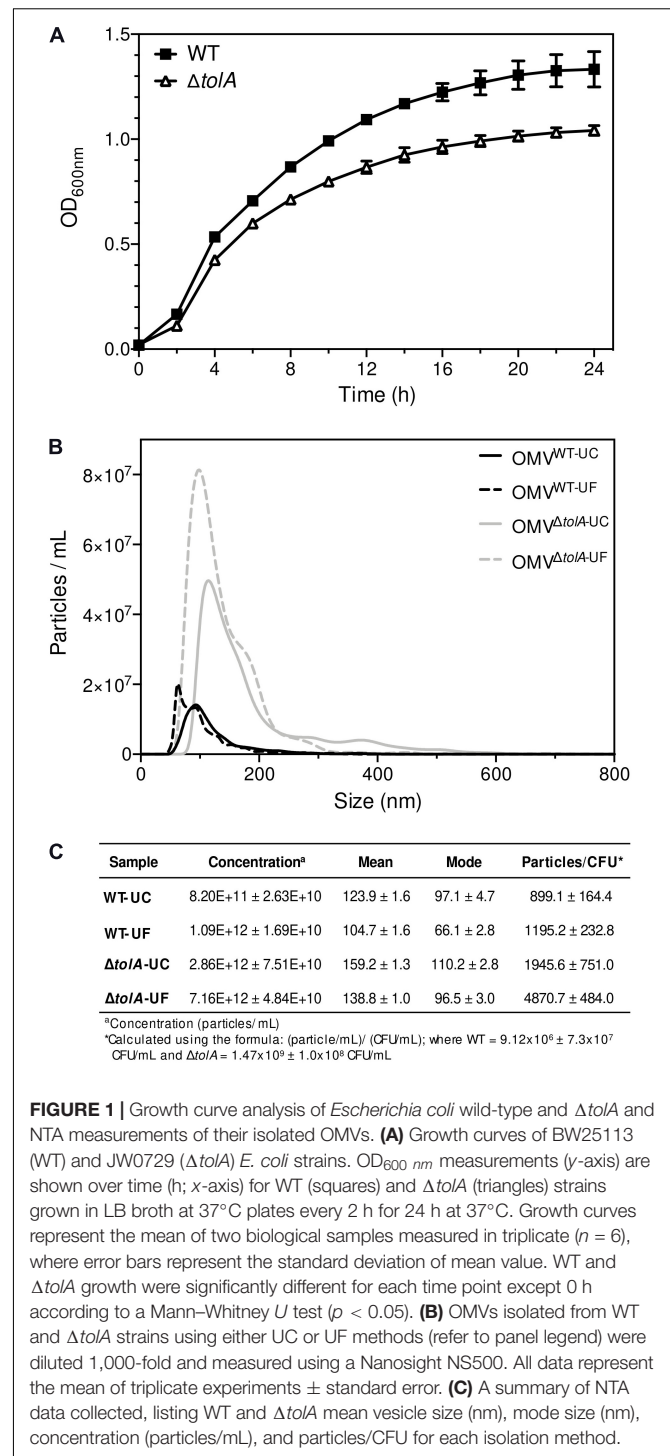 A
1.5
WT
ΔtolA
1.0
OD600nm
0.5
0.0
0 4 8 12 16 20 24
Time (h)
B
OMVWT-UC
8×10⁷
OMVWT-UF
OMVΔtolA-UC
6×10⁷
OMVΔtolA-UF
Particles / mL
4×10⁷
2×10⁷
0
0 200 400 600 800
Size (nm)
C
Sample Concentrationᵃ Mean Mode Particles/CFU*
WT-UC 8.20E+11 ± 2.63E+10 123.9 ± 1.6 97.1 ± 4.7 899.1 ± 164.4
WT-UF 1.09E+12 ± 1.69E+10 104.7 ± 1.6 66.1 ± 2.8 1195.2 ± 232.8
ΔtolA-UC 2.86E+12 ± 7.51E+10 159.2 ± 1.3 110.2 ± 2.8 1945.6 ± 751.0
ΔtolA-UF 7.16E+12 ± 4.84E+10 138.8 ± 1.0 96.5 ± 3.0 4870.7 ± 484.0
ᵃConcentration (particles/mL)
*Calculated using the formula: (particle/mL)/ (CFU/mL); where WT = 9.12x10⁶ ± 7.3x10⁷
CFU/mL and ΔtolA = 1.47x10⁹ ± 1.0x10⁸ CFU/mL
FIGURE 1 | Growth curve analysis of Escherichia coli wild-type and ΔtolA and
NTA measurements of their isolated OMVs. (A) Growth curves of BW25113
(WT) and JW0729 (ΔtolA) E. coli strains. OD600 nm measurements (y-axis) are
shown over time (h; x-axis) for WT (squares) and ΔtolA (triangles) strains
grown in LB broth at 37°C plates every 2 h for 24 h at 37°C. Growth curves
represent the mean of two biological samples measured in triplicate (n = 6),
where error bars represent the standard deviation of mean value. WT and
ΔtolA growth were significantly different for each time point except 0 h
according to a Mann–Whitney U test (p < 0.05). (B) OMVs isolated from WT
and ΔtolA strains using either UC or UF methods (refer to panel legend) were
diluted 1,000-fold and measured using a Nanosight NS500. All data represent
the mean of triplicate experiments ± standard error. (C) A summary of NTA
data collected, listing WT and ΔtolA mean vesicle size (nm), mode size (nm),
concentration (particles/mL), and particles/CFU for each isolation method.